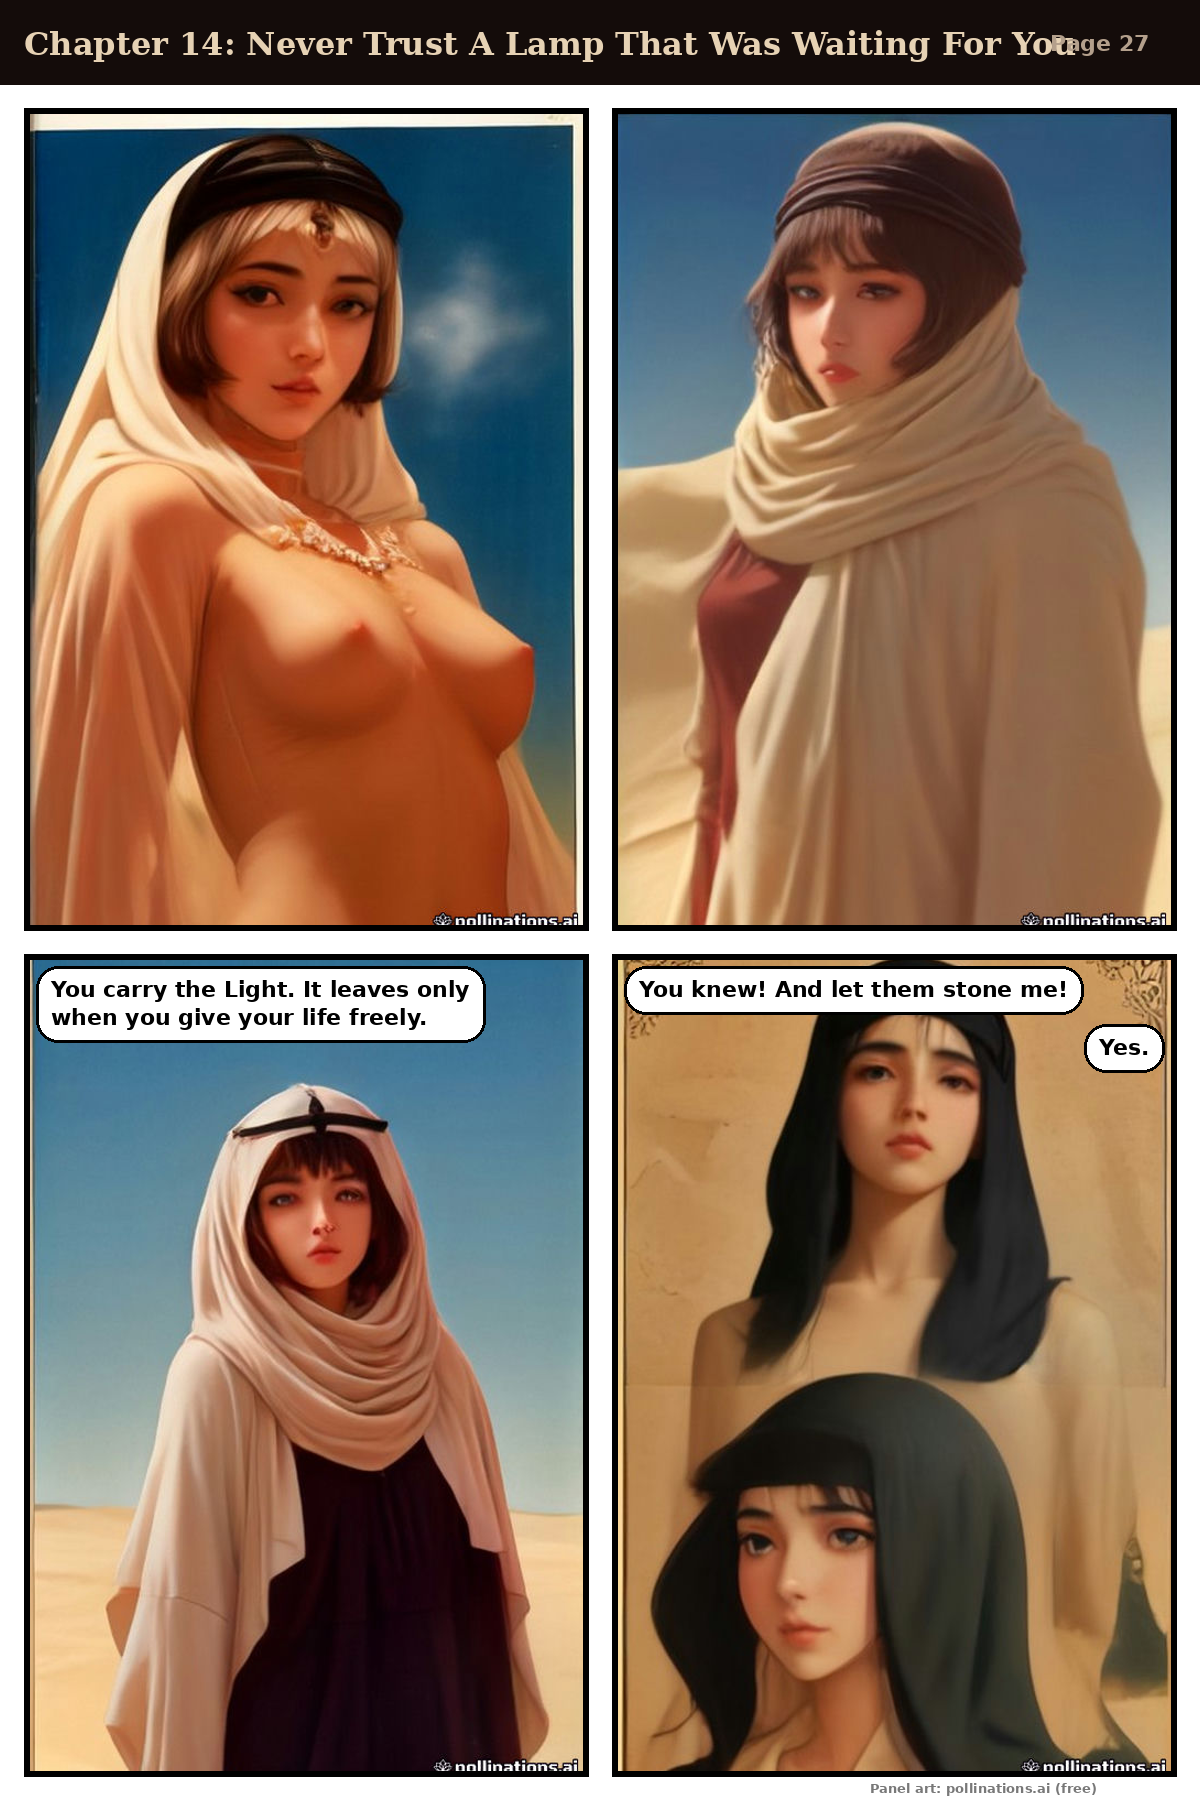 Chapter 14: Never Trust A Lamp That Was Waiting For You
Page 27
pollinations.ai
pollinations.ai
You carry the Light. It leaves only
when you give your life freely.
You knew! And let them stone me!
Yes.
pollinations.ai
pollinations.ai
Panel art: pollinations.ai (free)